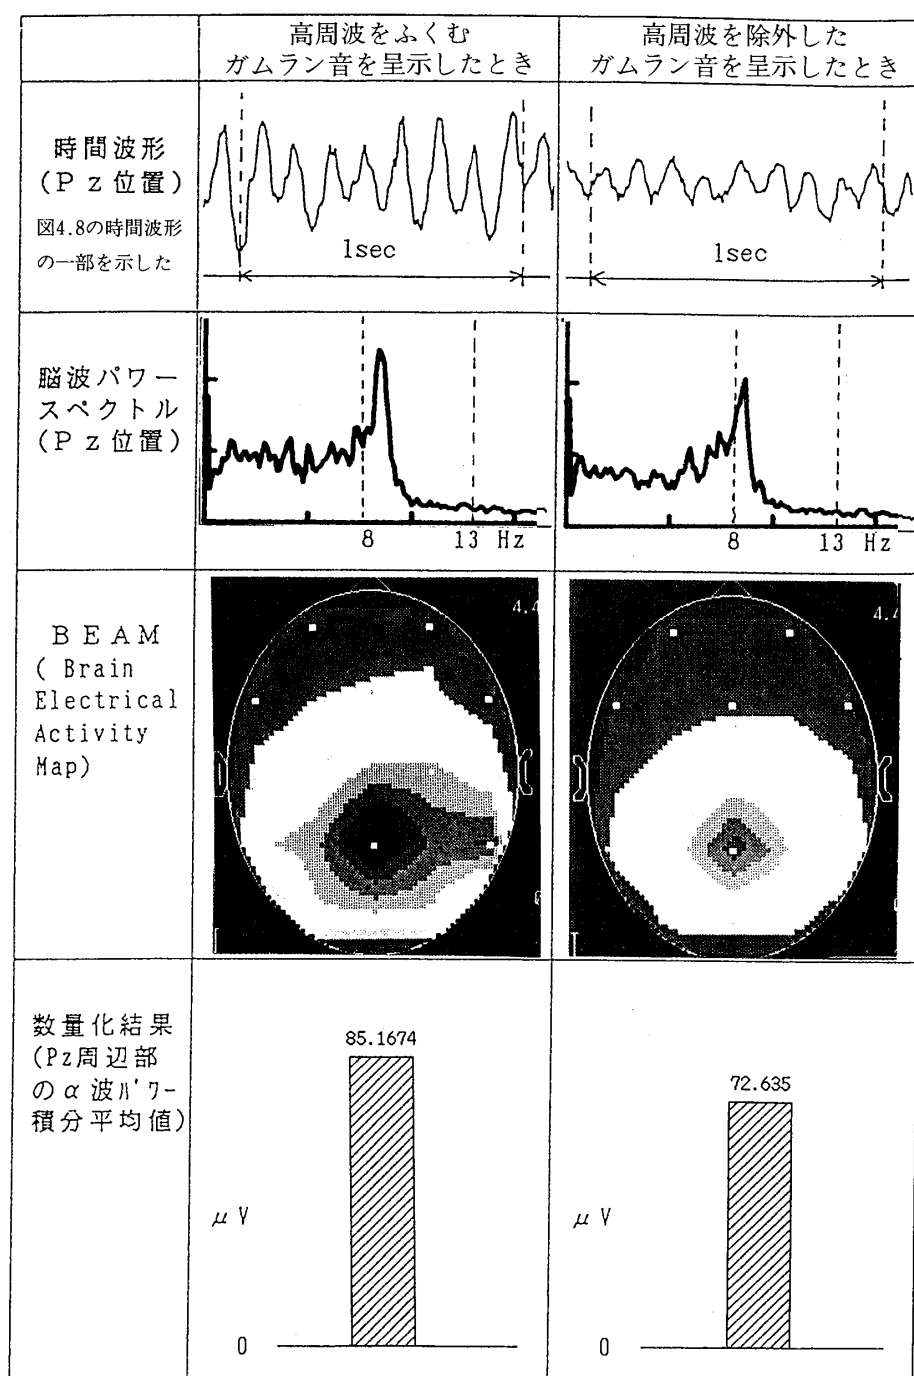 高周波をふくむ
ガムラン音を呈示したとき
高周波を除外した
ガムラン音を呈示したとき
時間波形
(Pz位置)
図4.8の時間波形
の一部を示した
1sec
1sec
脳波パワー
スペクトル
(Pz位置)
8 13 Hz
8 13 Hz
BEAM
( Brain
Electrical
Activity
Map)
4.4
4.4
数量化結果
(Pz周辺部
のα波ﾊﾟﾜｰ
積分平均値)
85.1674
μV
0
72.635
μV
0